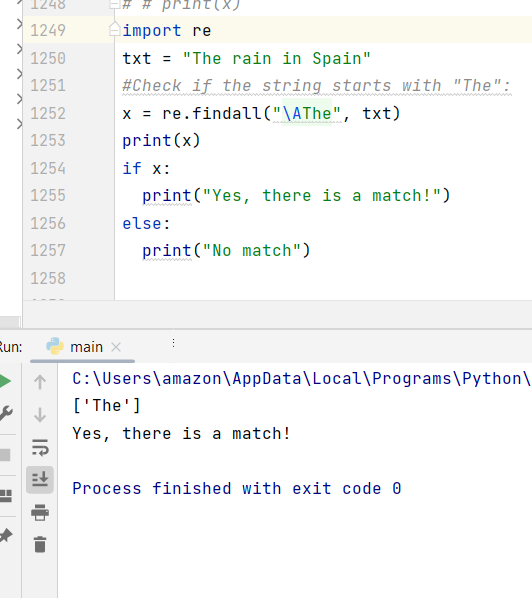 1248 # # print(x)
1249 import re
1250 txt = "The rain in Spain"
1251 #Check if the string starts with "The":
1252 x = re.findall("\AThe", txt)
1253 print(x)
1254 if x:
1255   print("Yes, there is a match!")
1256 else:
1257   print("No match")
1258
Run: main
C:\Users\amazon\AppData\Local\Programs\Python\
['The']
Yes, there is a match!
Process finished with exit code 0